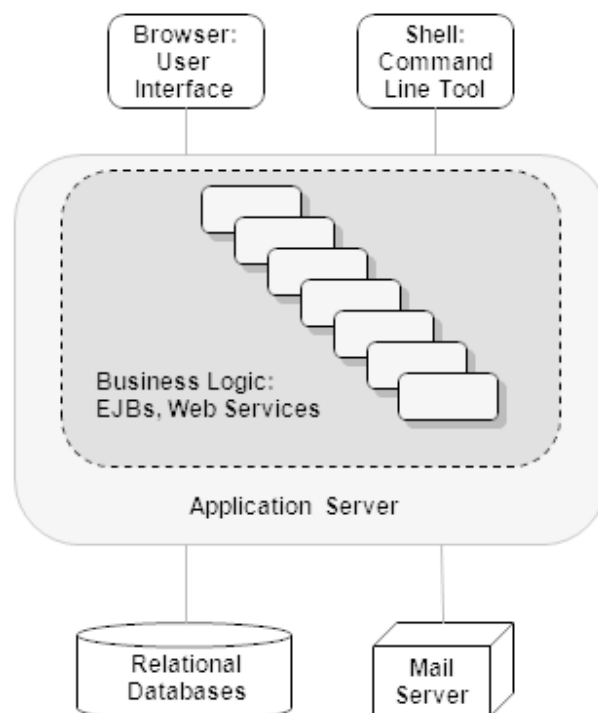 Browser:
User
Interface
Shell:
Command
Line Tool
Business Logic:
EJBs, Web Services
Application Server
Relational
Databases
Mail
Server